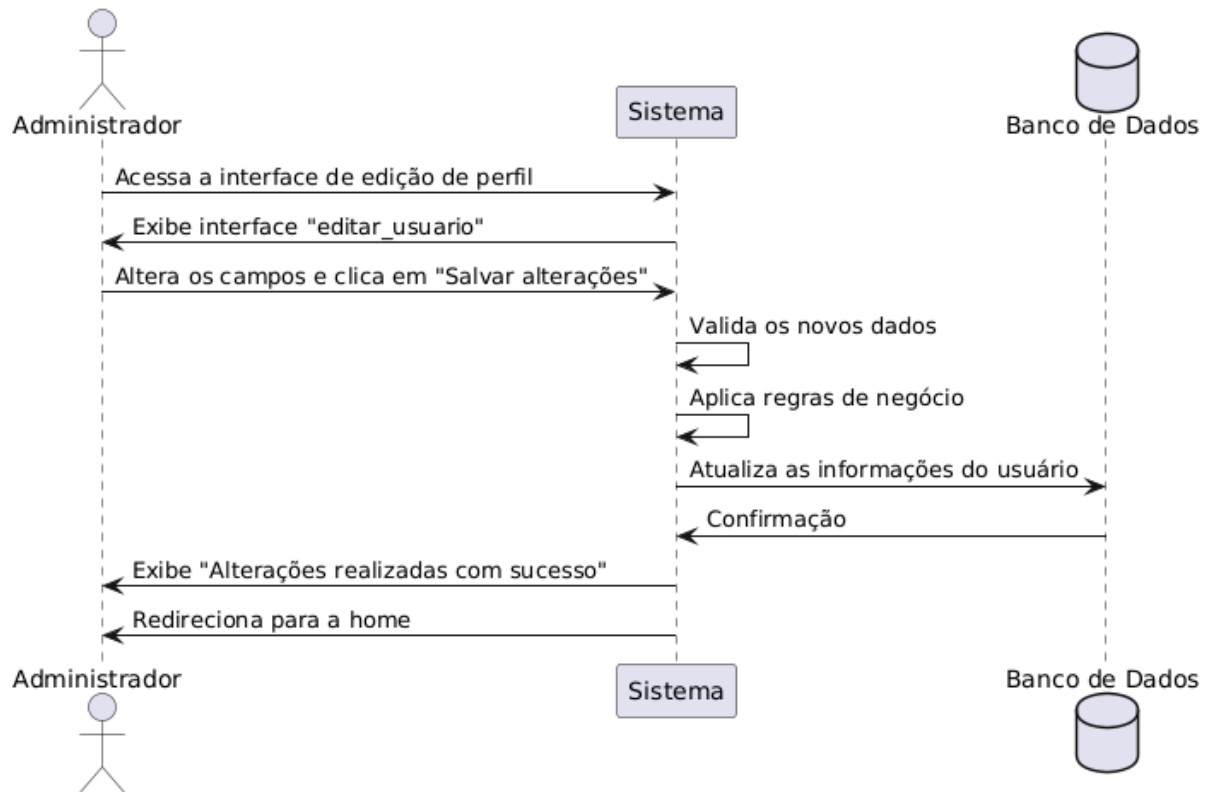 Administrador
Sistema
Banco de Dados
Acessa a interface de edição de perfil
Exibe interface "editar_usuario"
Altera os campos e clica em "Salvar alterações"
Valida os novos dados
Aplica regras de negócio
Atualiza as informações do usuário
Confirmação
Exibe "Alterações realizadas com sucesso"
Redireciona para a home
Administrador
Sistema
Banco de Dados